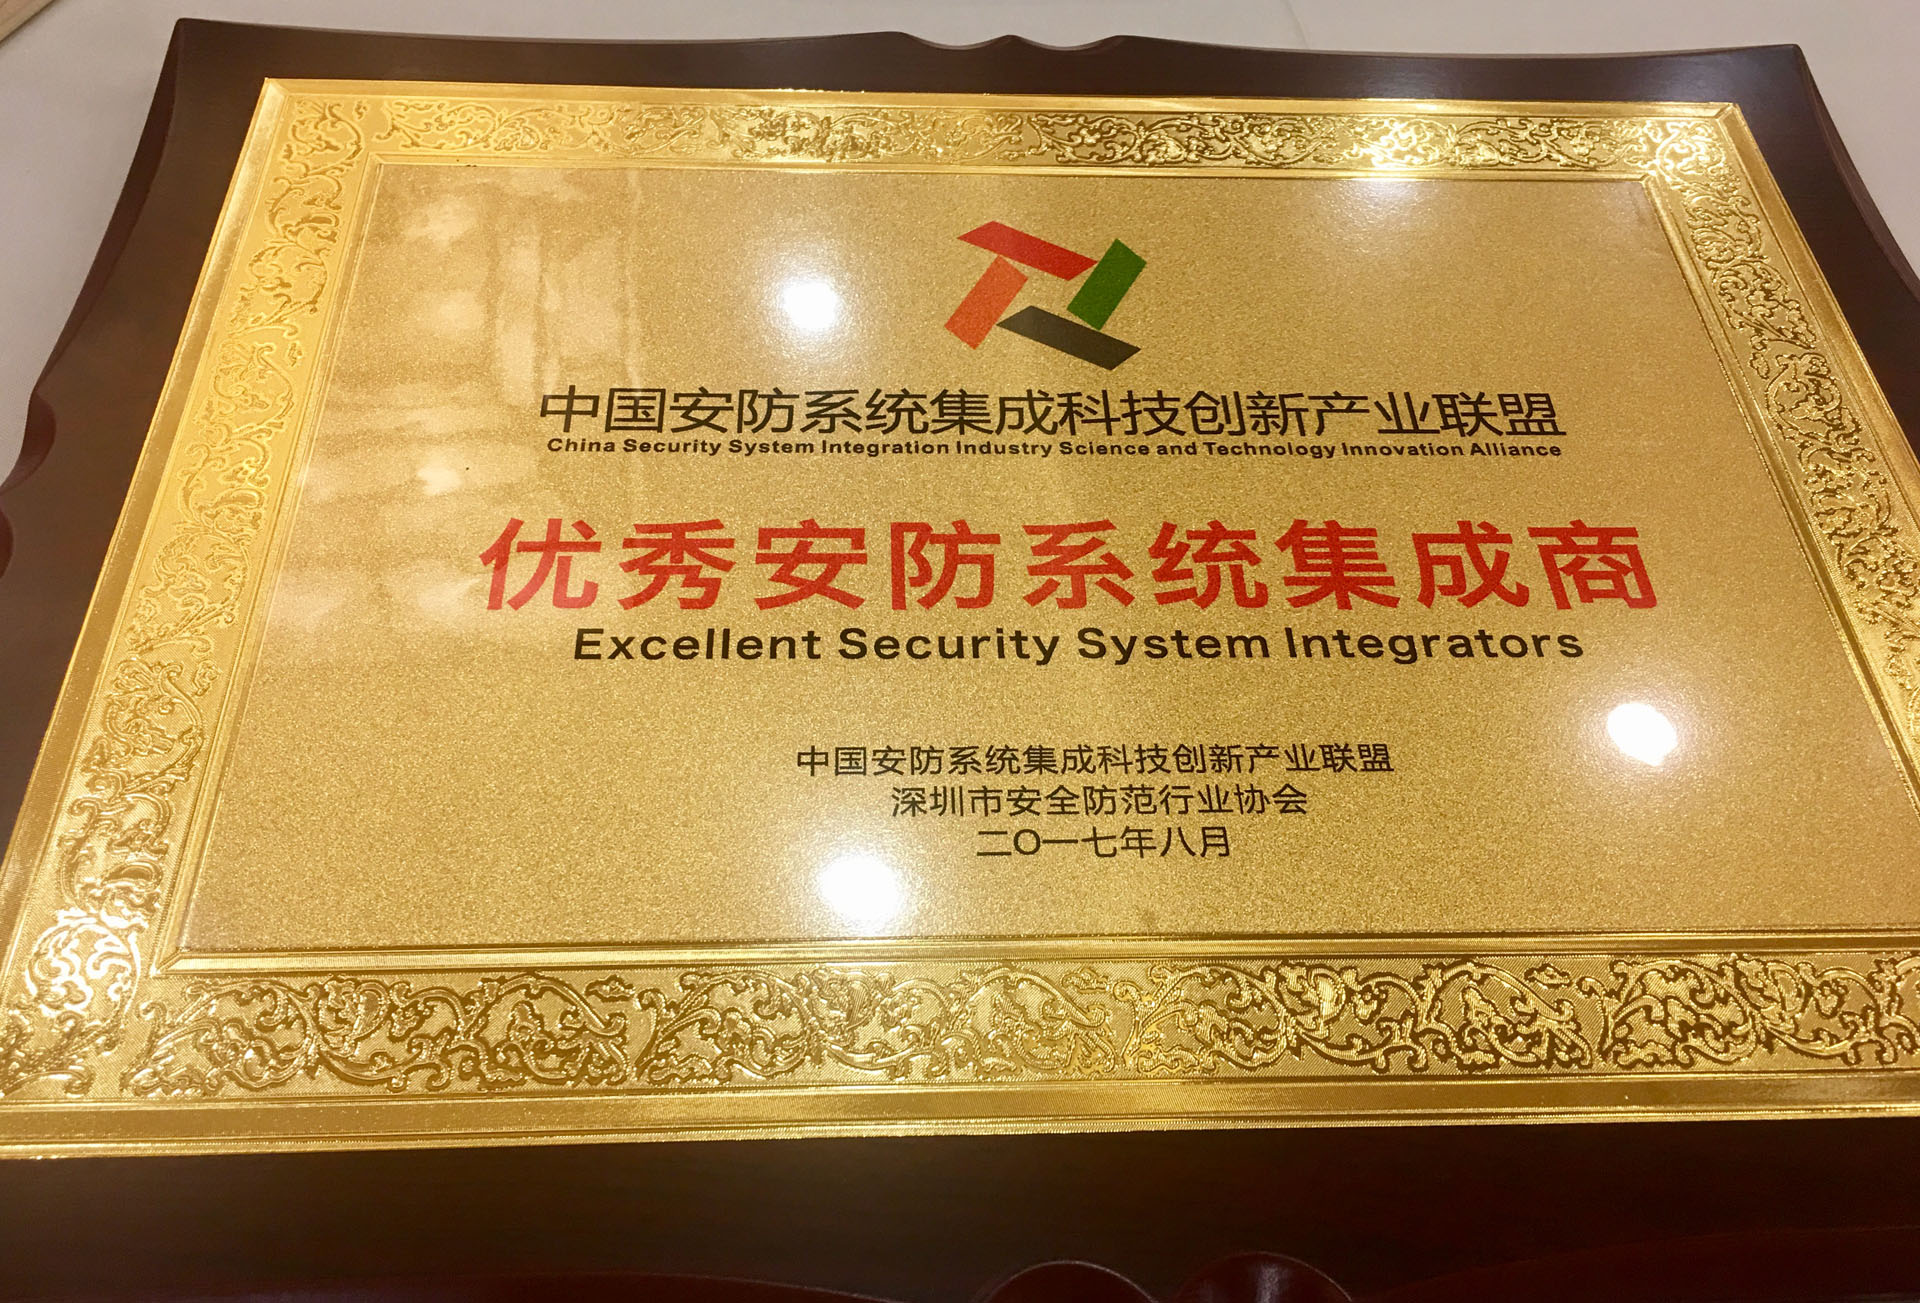 中国安防系统集成科技创新产业联盟
China Security System Integration Industry Science and Technology Innovation Alliance
优秀安防系统集成商
Excellent Security System Integrators
中国安防系统集成科技创新产业联盟
深圳市安全防范行业协会
二〇一七年八月